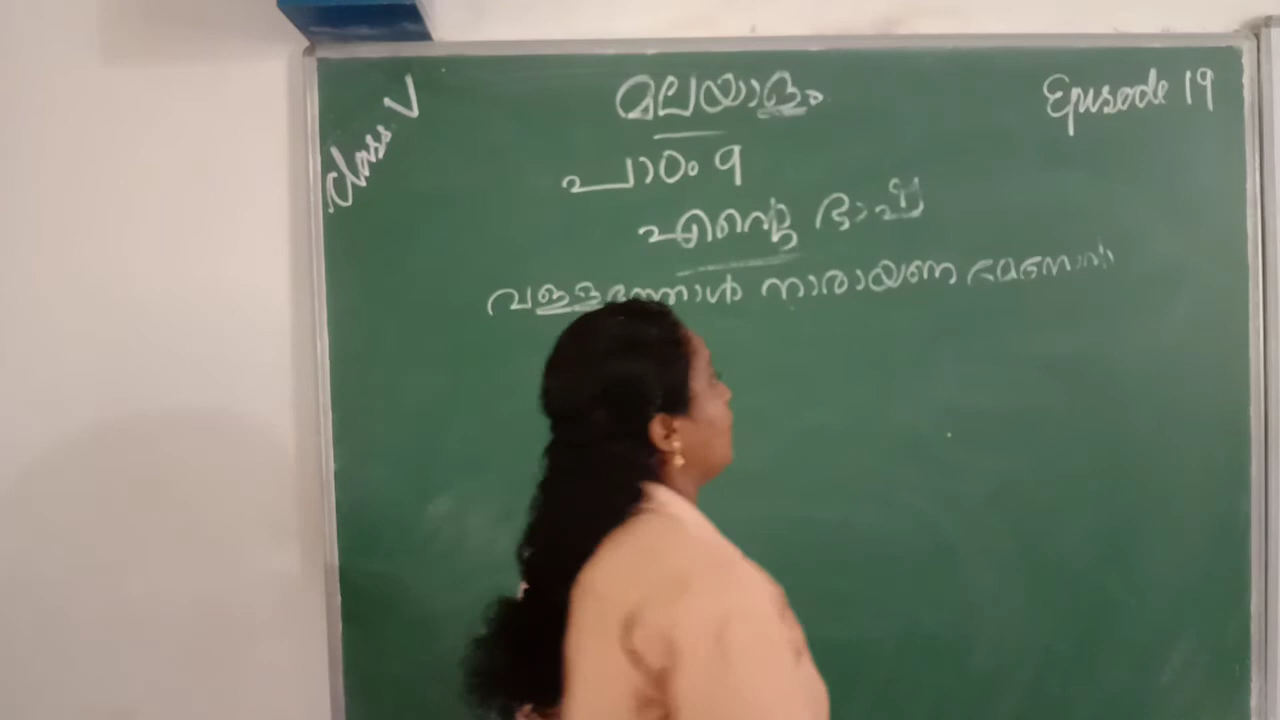 Class V
മലയാളം
Episode 19
പാഠം 9
എന്റെ ഭാഷ
വള്ളത്തോൾ നാരായണ മേനോൻ